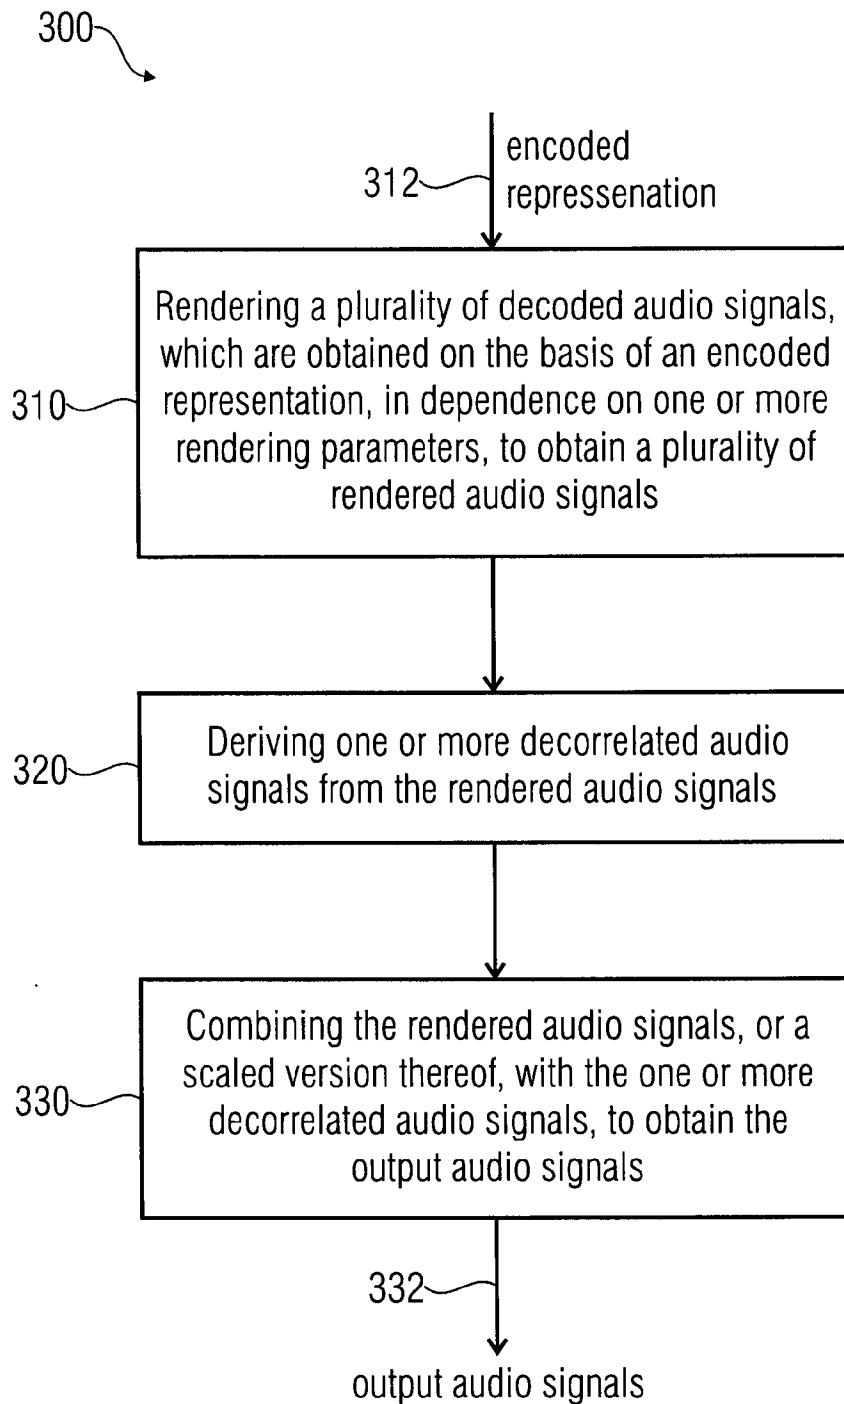 300
encoded
repressenation
312
Rendering a plurality of decoded audio signals,
which are obtained on the basis of an encoded
representation, in dependence on one or more
rendering parameters, to obtain a plurality of
rendered audio signals
310
Deriving one or more decorrelated audio
signals from the rendered audio signals
320
Combining the rendered audio signals, or a
scaled version thereof, with the one or more
decorrelated audio signals, to obtain the
output audio signals
330
332
output audio signals